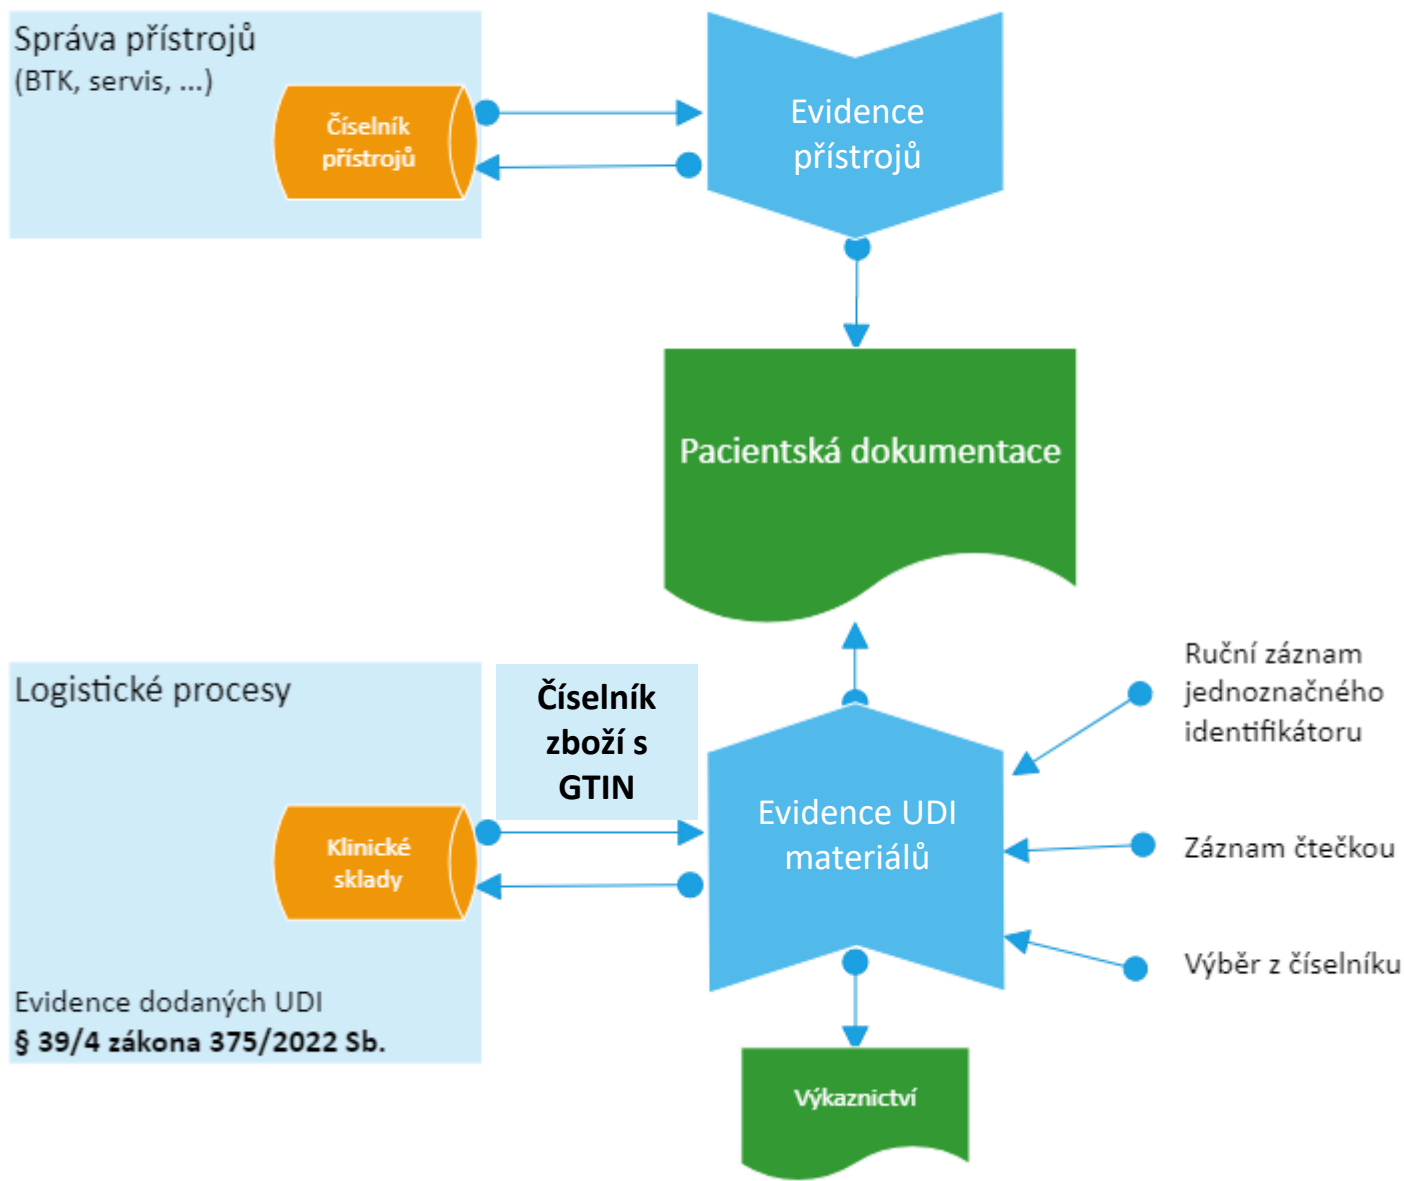 Správa přístrojů
(BTK, servis, ...)
Číselník
přístrojů
Evidence
přístrojů
Pacientská dokumentace
Logistické procesy
Číselník
zboží s
GTIN
Ruční záznam
jednoznačného
identifikátoru
Klinické
sklady
Evidence UDI
materiálů
Záznam čtečkou
Výběr z číselníku
Evidence dodaných UDI
§ 39/4 zákona 375/2022 Sb.
Výkaznictví